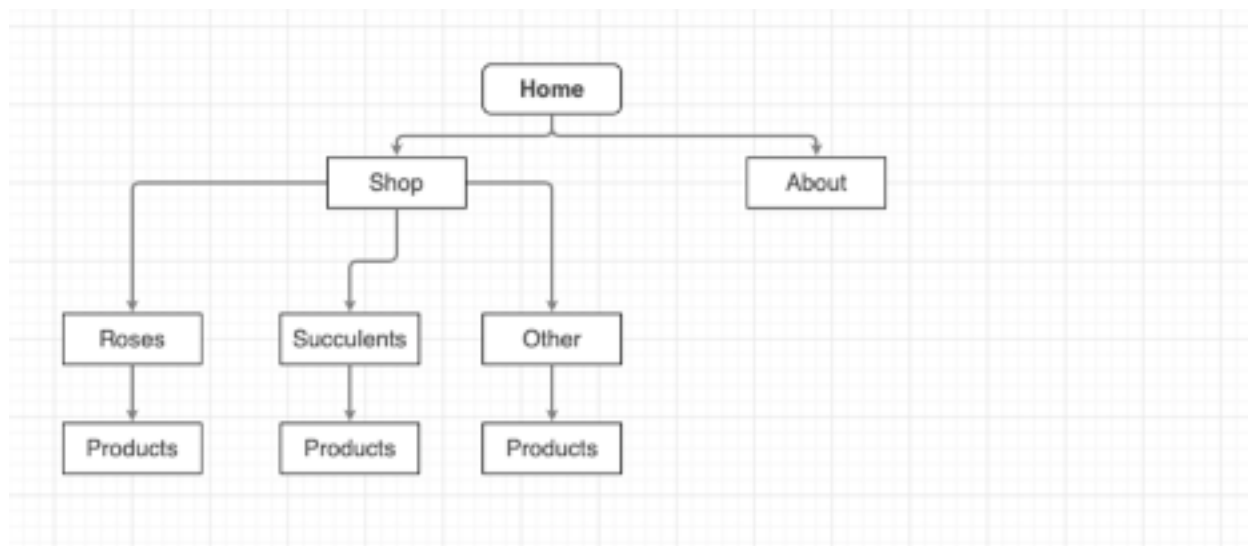 Home
Shop
About
Roses
Succulents
Other
Products
Products
Products